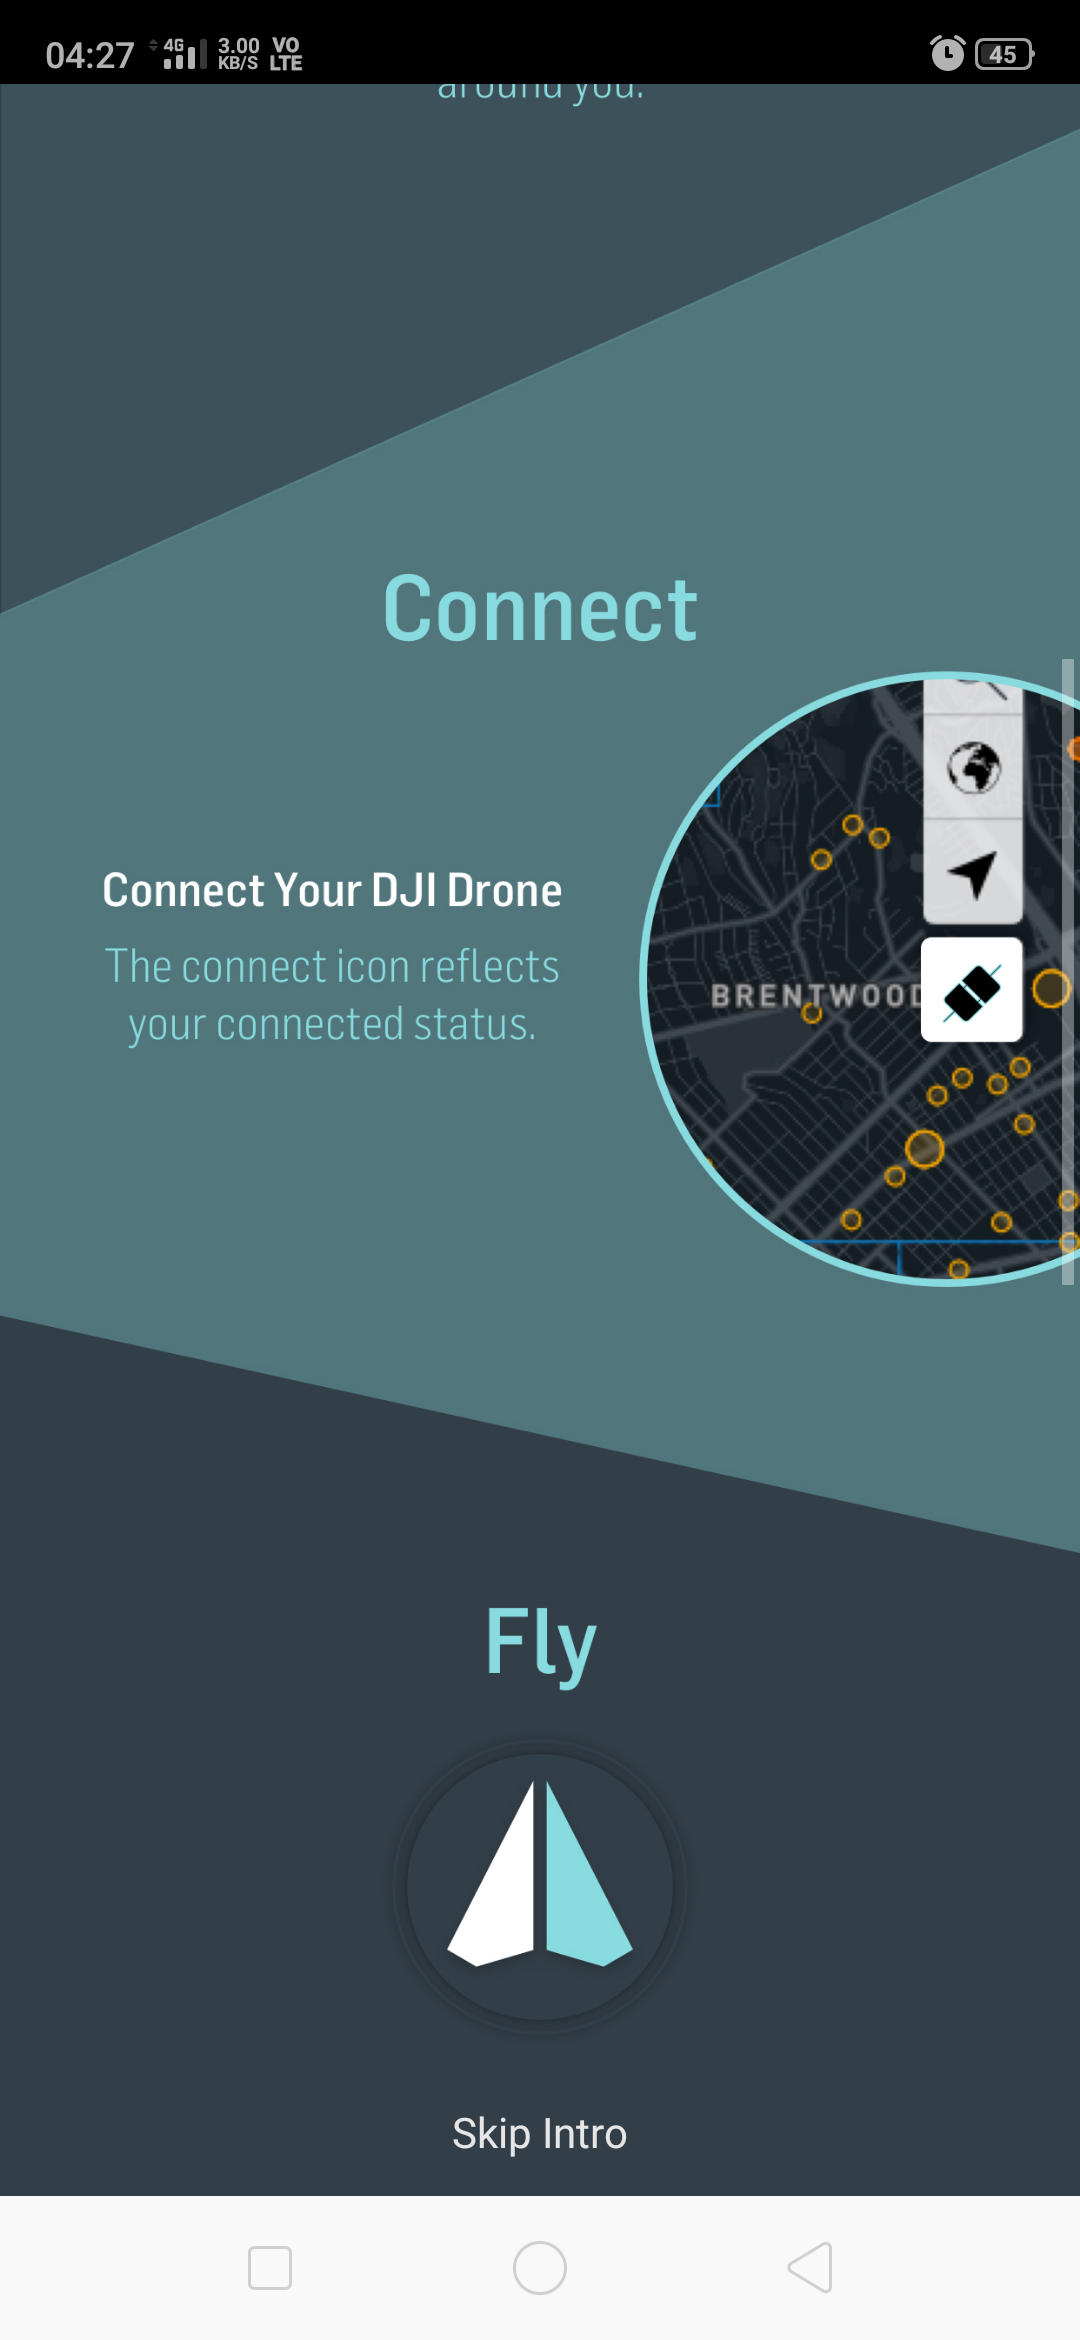 04:27 4G 3.00 KB/S VO LTE 45
around you.
Connect
Connect Your DJI Drone
The connect icon reflects
your connected status.
BRENTWOOD
Fly
Skip Intro